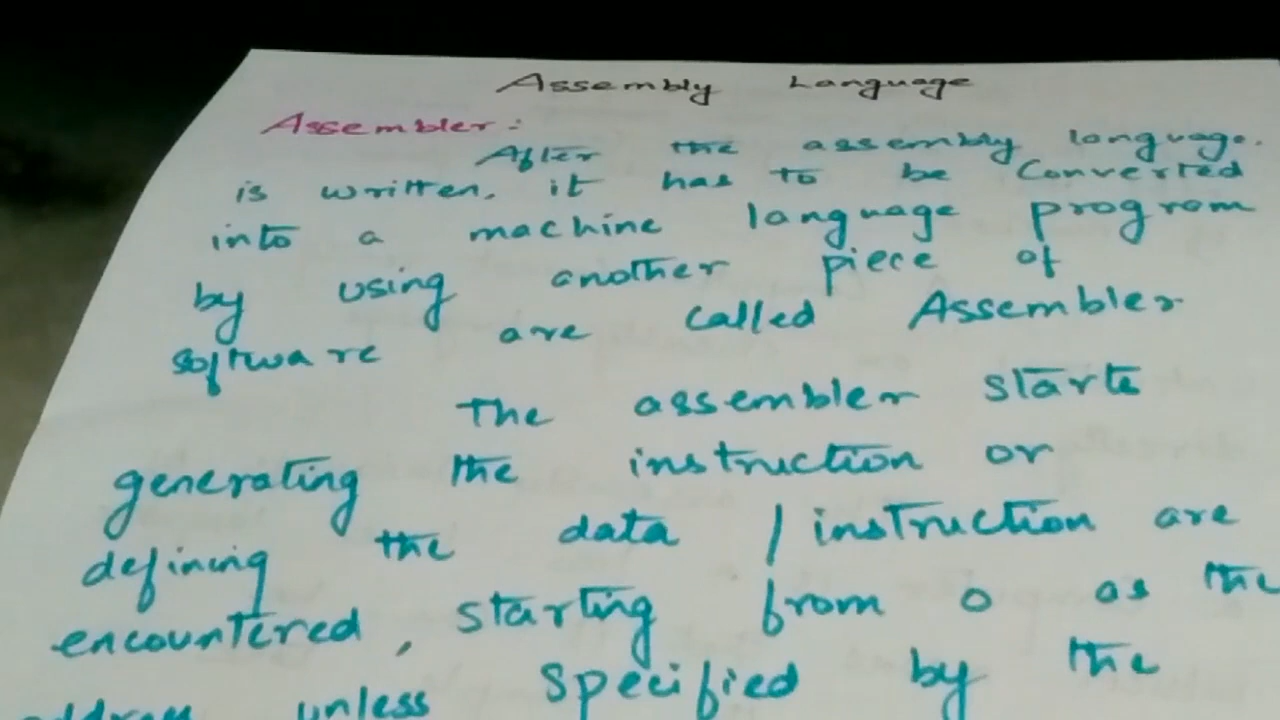 Assembly Language
Assembler:
After the assembly language.
is written, it has to be Converted
into a machine language program
by using another piece of
software are called Assembler
The assembler starts
generating the instruction or
defining the data / instruction are
encountered, starting from 0 as the
address unless specified by the